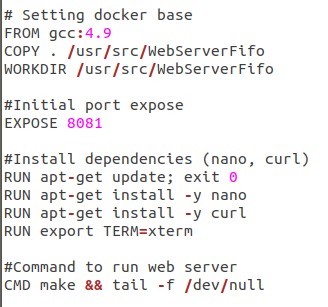 # Setting docker base
FROM gcc:4.9
COPY . /usr/src/WebServerFifo
WORKDIR /usr/src/WebServerFifo
#Initial port expose
EXPOSE 8081
#Install dependencies (nano, curl)
RUN apt-get update; exit 0
RUN apt-get install -y nano
RUN apt-get install -y curl
RUN export TERM=xterm
#Command to run web server
CMD make && tail -f /dev/null